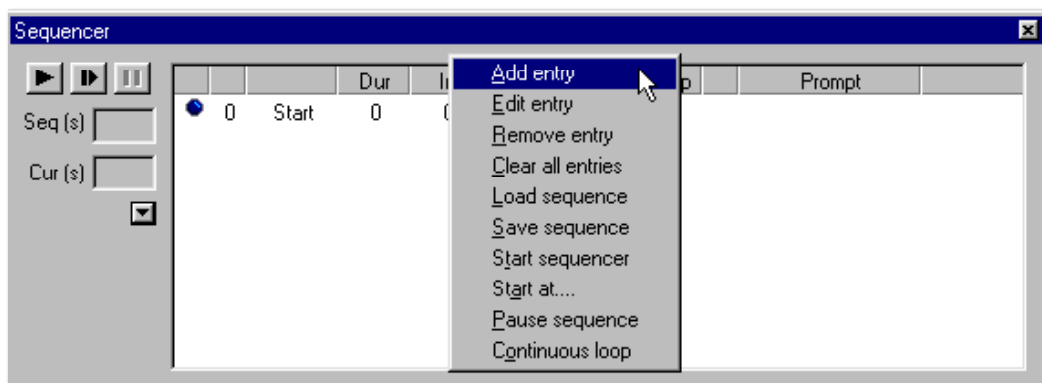 Sequencer
Dur
Prompt
Seq (s)
0 Start 0
Cur (s)
Add entry
Edit entry
Remove entry
Clear all entries
Load sequence
Save sequence
Start sequencer
Start at....
Pause sequence
Continuous loop